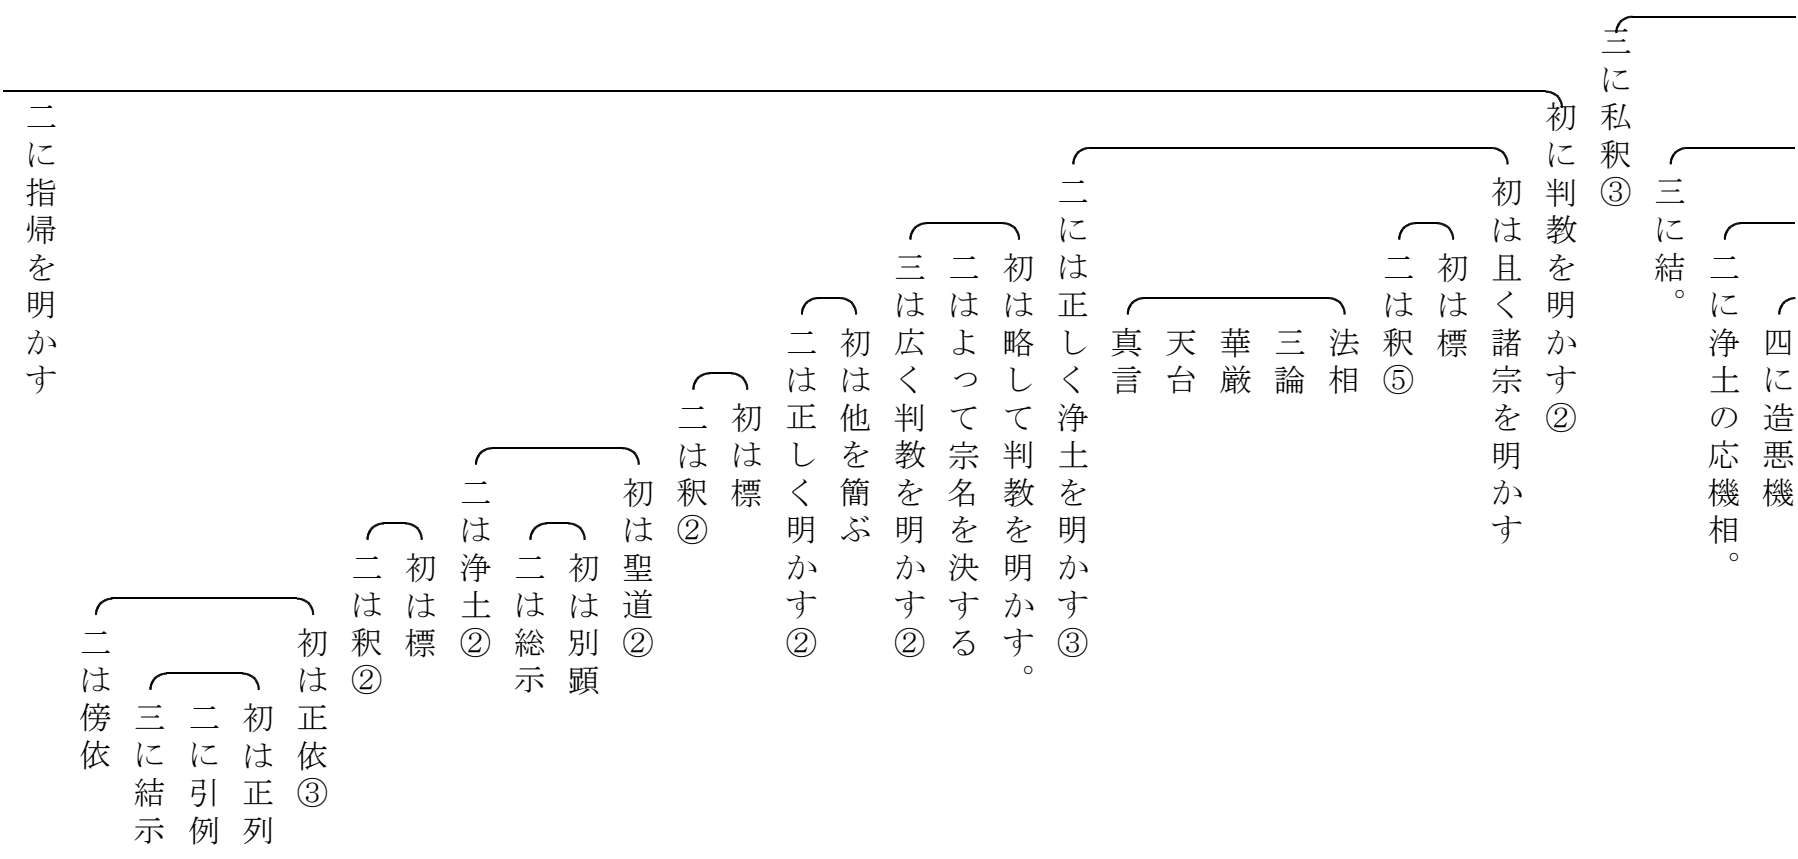 四に造悪機
二に浄土の応機相。
三に結。
三に私釈③
初に判教を明かす②
初は且く諸宗を明かす
初は標
二は釈⑤
法相
三論
華厳
天台
真言
二には正しく浄土を明かす③
初は略して判教を明かす。
二はよって宗名を決する
三は広く判教を明かす②
初は他を簡ぶ
二は正しく明かす②
初は標
二は釈②
初は聖道②
初は別顕
二は総示
二は浄土②
初は標
二は釈②
初は正依③
初は正列
二に引例
三に結示
二は傍依
二に指帰を明かす